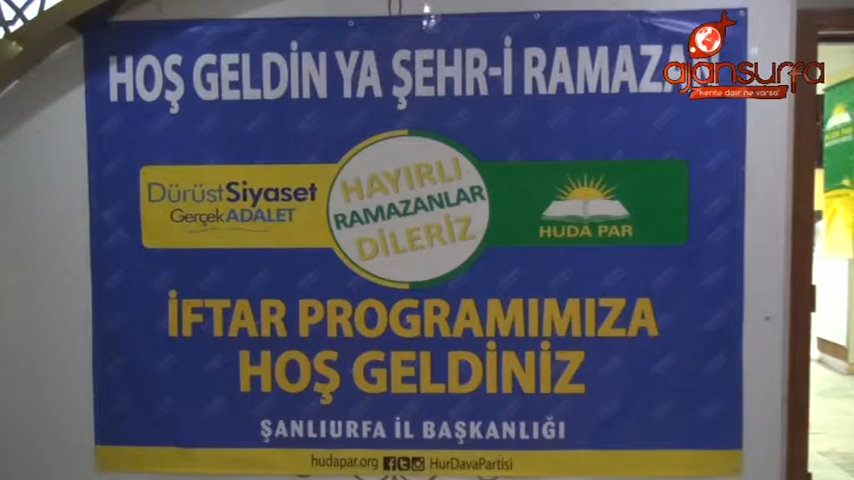 HOŞ GELDİN YA ŞEHR-İ RAMAZA
ajansurfa
kente dair ne varsa
DürüstSiyaset
GerçekADALET
HAYIRLI
RAMAZANLAR
DİLERİZ
HUDA PAR
İFTAR PROGRAMIMIZA
HOŞ GELDİNİZ
ŞANLIURFA İL BAŞKANLIĞI
hudapar.org HurDavaPartisi